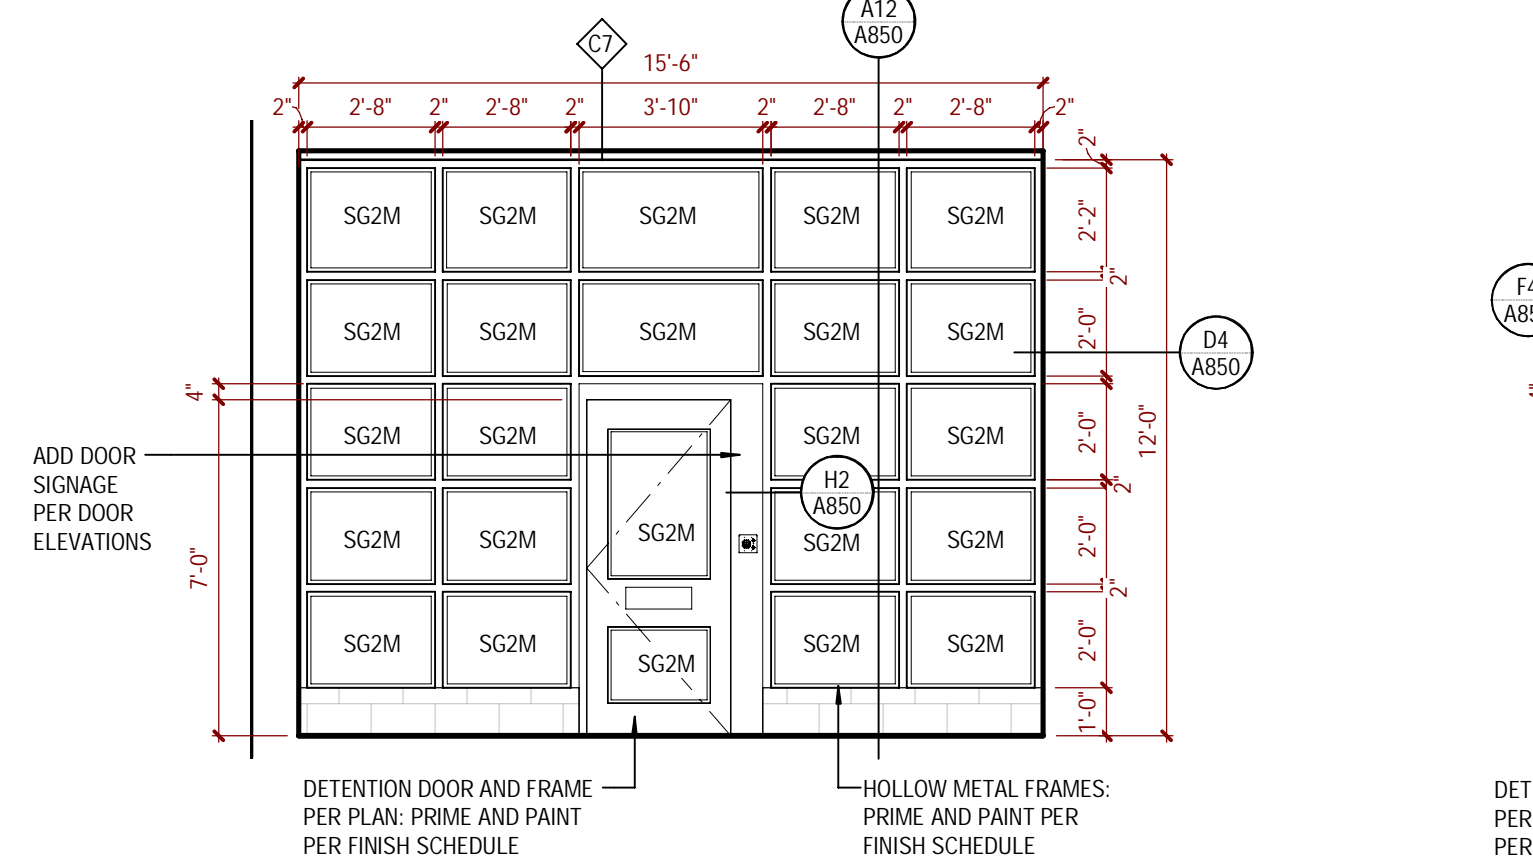 A12
A850
C7
15'-6"
2" 2'-8" 2" 2'-8" 2" 3'-10" 2" 2'-8" 2" 2'-8" 2"
2"
SG2M SG2M SG2M SG2M SG2M
2'-2"
2"
SG2M SG2M SG2M SG2M SG2M
2'-0"
D4
A850
4"
SG2M SG2M SG2M SG2M
2'-0"
12'-0"
ADD DOOR
SIGNAGE
PER DOOR
ELEVATIONS
H2
A850
2"
SG2M SG2M SG2M SG2M SG2M
2'-0"
7'-0"
2"
SG2M SG2M SG2M SG2M SG2M
2'-0"
1'-0"
DETENTION DOOR AND FRAME
PER PLAN: PRIME AND PAINT
PER FINISH SCHEDULE
HOLLOW METAL FRAMES:
PRIME AND PAINT PER
FINISH SCHEDULE
F4
A85
DET
PER
PER